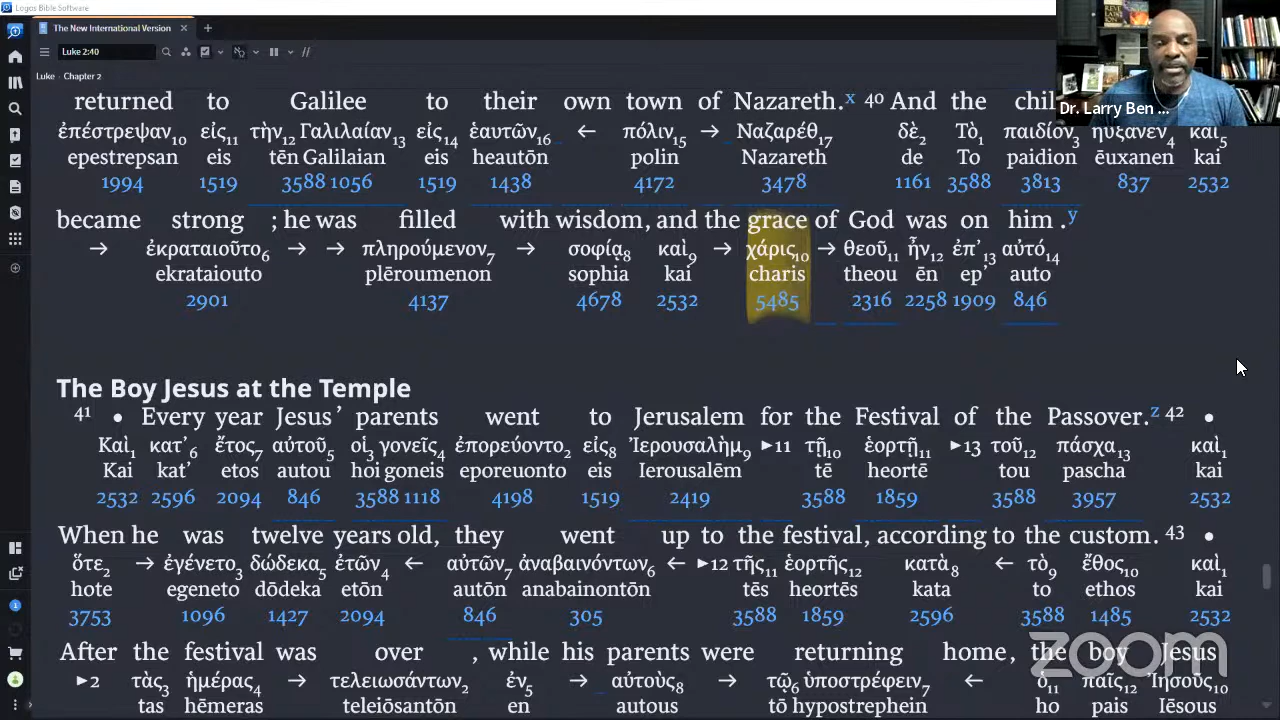 Logos Bible Software
The New International Version
Luke 2:40
Luke Chapter 2
returned to Galilee to their own town of Nazareth.x 40 And the chil
ἐπέστρεψαν10 εἰς11 τὴν12 Γαλιλαίαν13 εἰς14 ἑαυτῶν16 ← πόλιν15 → Ναζαρέθ17 δὲ2 Τὸ1 παιδίον3 ηὔξανεν4 καὶ5
epestrepsan eis tēn Galilaian eis heautōn polin Nazareth de To paidion ēuxanen kai
1994 1519 3588 1056 1519 1438 4172 3478 1161 3588 3813 837 2532
became strong ; he was filled with wisdom, and the grace of God was on him .y
→ ἐκραταιοῦτο6 → → πληρούμενον7 → σοφίᾳ8 καὶ9 → χάρις10 → θεοῦ11 ἦν12 ἐπ’13 αὐτό14
ekrataiouto plēroumenon sophia kai charis theou ēn ep’ auto
2901 4137 4678 2532 5485 2316 2258 1909 846
The Boy Jesus at the Temple
41 • Every year Jesus ’ parents went to Jerusalem for the Festival of the Passover.z 42 •
Καὶ1 κατ’6 ἔτος7 αὐτοῦ5 οἱ3 γονεῖς4 ἐπορεύοντο2 εἰς8 Ἰερουσαλὴμ9 ▸11 τῇ10 ἑορτῇ11 ▸13 τοῦ12 πάσχα13 καὶ1
Kai kat’ etos autou hoi goneis eporeuonto eis Ierousalēm tē heortē tou pascha kai
2532 2596 2094 846 3588 1118 4198 1519 2419 3588 1859 3588 3957 2532
When he was twelve years old, they went up to the festival, according to the custom. 43 •
ὅτε2 → ἐγένετο3 δώδεκα5 ἐτῶν4 ← αὐτῶν7 ἀναβαινόντων6 ← ▸12 τῆς11 ἑορτῆς12 κατὰ8 ← τὸ9 ἔθος10 καὶ1
hote egeneto dōdeka etōn autōn anabainontōn tēs heortēs kata to ethos kai
3753 1096 1427 2094 846 305 3588 1859 2596 3588 1485 2532
After the festival was over , while his parents were returning home, the boy Jesus
▸2 τὰς3 ἡμέρας4 → τελειωσάντων2 ἐν5 → αὐτοὺς8 → τῷ6 ὑποστρέφειν7 ← ὁ11 παῖς12 Ἰησοῦς10
tas hēmeras teleiōsantōn en autous tō hypostrephein ho pais Iēsous
Dr. Larry Ben ...
zoom